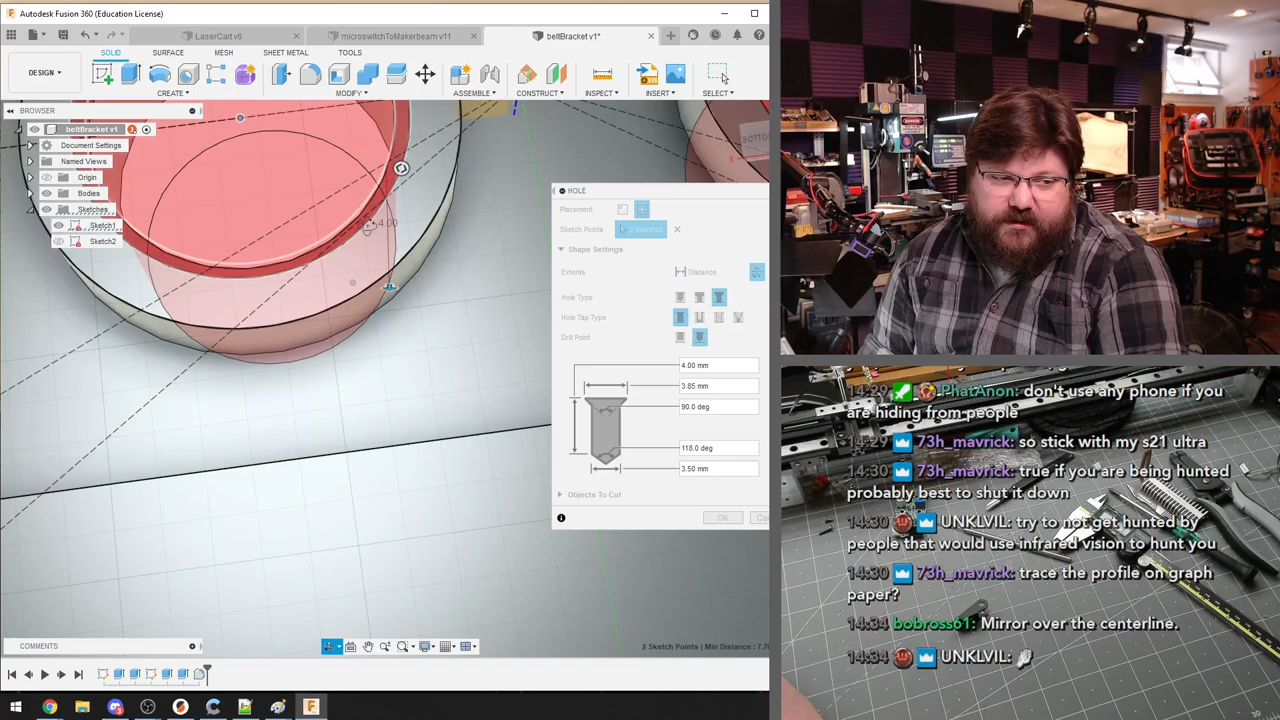 Autodesk Fusion 360 (Education License)
LaserCart v6
microswitchToMakerbeam v11
beltBracket v1*
SOLID
SURFACE
MESH
SHEET METAL
TOOLS
DESIGN
CREATE
MODIFY
ASSEMBLE
CONSTRUCT
INSPECT
INSERT
SELECT
BROWSER
beltBracket v1
Document Settings
Named Views
Origin
Bodies
Sketches
Sketch1
Sketch2
4.00
BOTTOM
X
HOLE
Placement
Sketch Points
2 selected
Shape Settings
Extents
Distance
Hole Type
Hole Tap Type
Drill Point
4.00 mm
3.85 mm
90.0 deg
118.0 deg
3.50 mm
Objects To Cut
OK
COMMENTS
2 Sketch Points | Min Distance : 7.70
14:29 PhatAnon: don't use any phone if you
are hiding from people
14:29 73h_mavrick: so stick with my s21 ultra
14:30 73h_mavrick: true if you are being hunted
probably best to shut it down
14:30 UNKLVIL: try to not get hunted by
people that would use infrared vision to hunt you
14:30 73h_mavrick: trace the profile on graph
paper?
14:34 bobross61: Mirror over the centerline.
14:34 UNKLVIL: